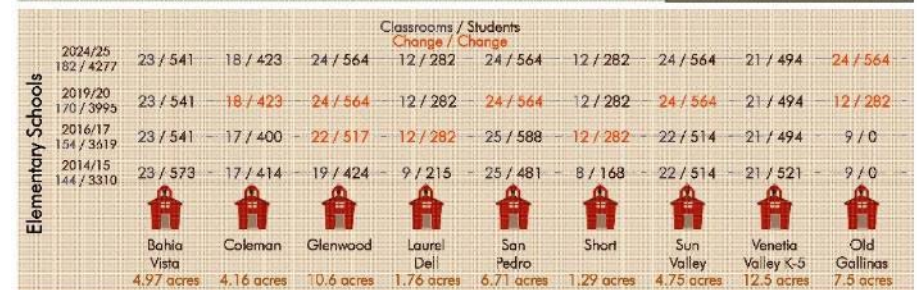 Classrooms / Students
Change / Change
Elementary Schools
2024/25
182 / 4277 23 / 541 - 18 / 423 - 24 / 564 - 12 / 282 - 24 / 564 - 12 / 282 - 24 / 564 - 21 / 494 - 24 / 564
2019/20
170 / 3995 23 / 541 - 18 / 423 - 24 / 564 - 12 / 282 - 24 / 564 - 12 / 282 - 24 / 564 - 21 / 494 - 12 / 282
2016/17
154 / 3619 23 / 541 - 17 / 400 - 22 / 517 - 12 / 282 - 25 / 588 - 12 / 282 - 22 / 514 - 21 / 494 - 9 / 0
2014/15
144 / 3310 23 / 573 - 17 / 414 - 19 / 424 - 9 / 215 - 25 / 481 - 8 / 168 - 22 / 514 - 21 / 521 - 9 / 0
Bahia Vista
4.97 acres
Coleman
4.16 acres
Glenwood
10.6 acres
Laurel Dell
1.76 acres
San Pedro
6.71 acres
Short
1.29 acres
Sun Valley
4.75 acres
Venetia Valley K-5
12.5 acres
Old Gallinas
7.5 acres